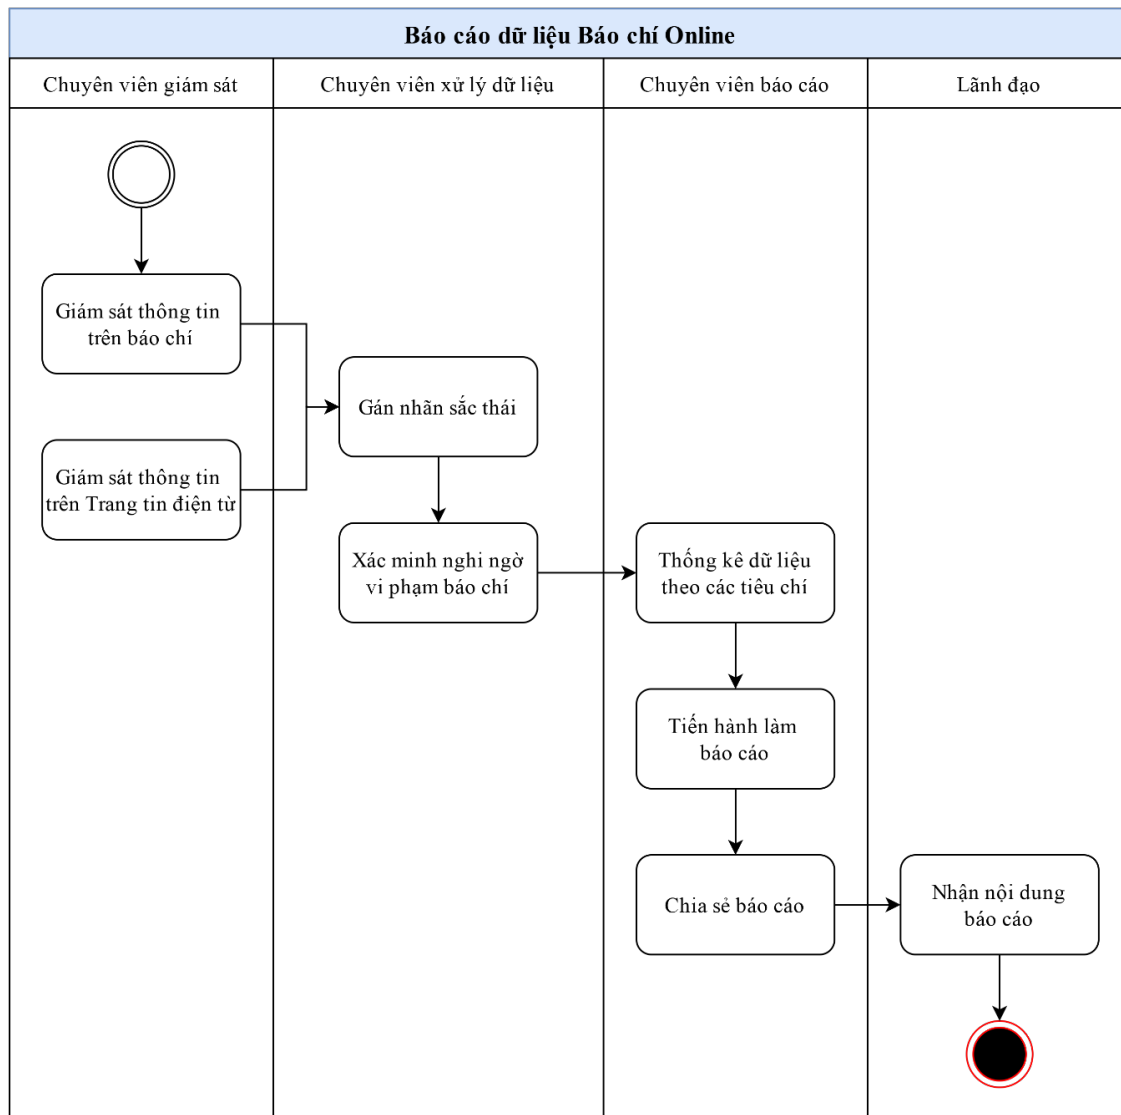 Báo cáo dữ liệu Báo chí Online
Chuyên viên giám sát
Chuyên viên xử lý dữ liệu
Chuyên viên báo cáo
Lãnh đạo
Giám sát thông tin
trên báo chí
Gán nhãn sắc thái
Giám sát thông tin
trên Trang tin điện từ
Xác minh nghi ngờ
vi phạm báo chí
Thống kê dữ liệu
theo các tiêu chí
Tiến hành làm
báo cáo
Chia sẻ báo cáo
Nhận nội dung
báo cáo